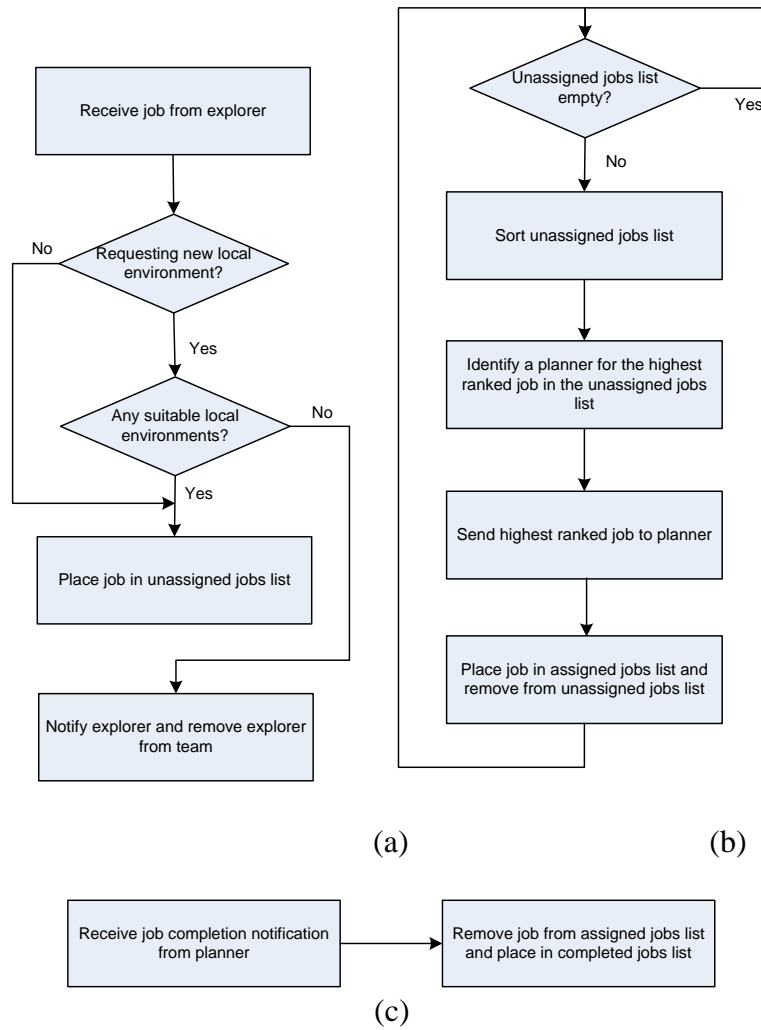 Receive job from explorer
No
Requesting new local
environment?
Yes
Any suitable local
environments?
No
Yes
Place job in unassigned jobs list
Notify explorer and remove explorer
from team
Unassigned jobs list
empty?
Yes
No
Sort unassigned jobs list
Identify a planner for the highest
ranked job in the unassigned jobs
list
Send highest ranked job to planner
Place job in assigned jobs list and
remove from unassigned jobs list
(a)
(b)
Receive job completion notification
from planner
Remove job from assigned jobs list
and place in completed jobs list
(c)